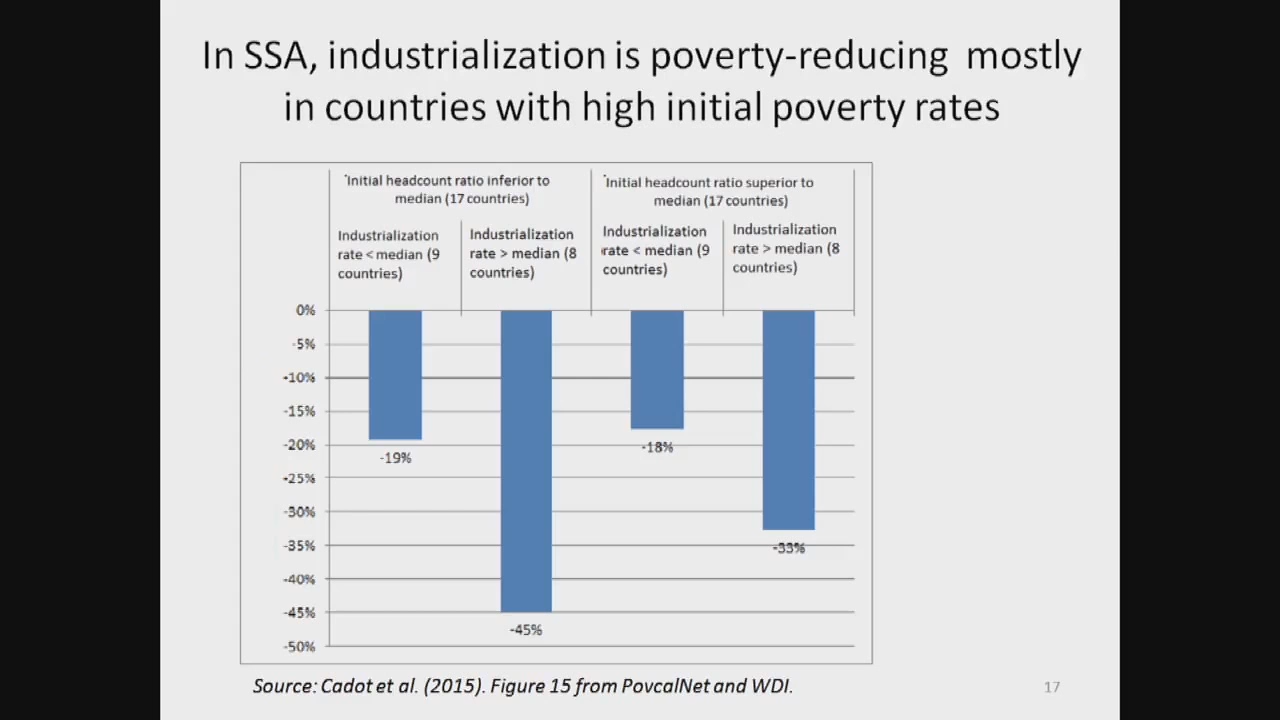 In SSA, industrialization is poverty-reducing mostly
in countries with high initial poverty rates
Initial headcount ratio inferior to
median (17 countries)
Initial headcount ratio superior to
median (17 countries)
Industrialization
rate < median (9
countries)
Industrialization
rate > median (8
countries)
Industrialization
rate < median (9
countries)
Industrialization
rate > median (8
countries)
0%
-5%
-10%
-15%
-20%
-25%
-30%
-35%
-40%
-45%
-50%
-19%
-45%
-18%
-33%
Source: Cadot et al. (2015). Figure 15 from PovcalNet and WDI.
17